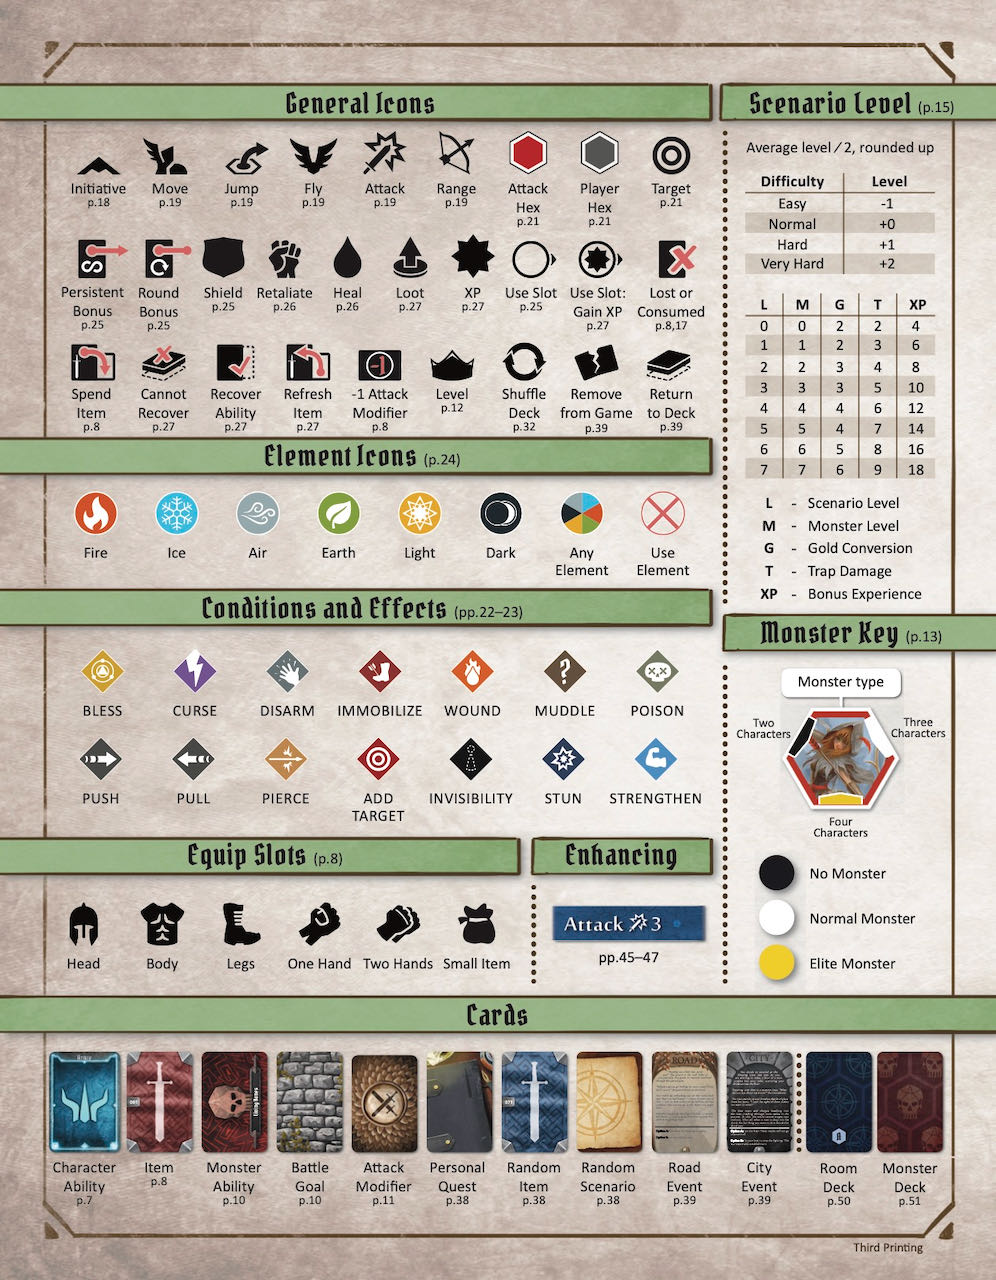 General Icons
Initiative
p.18
Move
p.19
Jump
p.19
Fly
p.19
Attack
p.19
Range
p.19
Attack
Hex
p.21
Player
Hex
p.21
Target
p.21
Persistent
Bonus
p.25
Round
Bonus
p.25
Shield
p.25
Retaliate
p.26
Heal
p.26
Loot
p.27
XP
p.27
Use Slot
p.25
Use Slot:
Gain XP
p.27
Lost or
Consumed
p.8,17
Spend
Item
p.8
Cannot
Recover
p.27
Recover
Ability
p.27
Refresh
Item
p.27
-1
-1 Attack
Modifier
p.8
Level
p.12
Shuffle
Deck
p.32
Remove
from Game
p.39
Return
to Deck
p.39
Element Icons (p.24)
Fire
Ice
Air
Earth
Light
Dark
Any
Element
Use
Element
Conditions and Effects (pp.22–23)
BLESS
CURSE
DISARM
IMMOBILIZE
WOUND
MUDDLE
POISON
PUSH
PULL
PIERCE
ADD
TARGET
INVISIBILITY
STUN
STRENGTHEN
Equip Slots (p.8)
Head
Body
Legs
One Hand
Two Hands
Small Item
Enhancing
Attack 3
pp.45–47
Scenario Level (p.15)
Average level / 2, rounded up
Difficulty Level
Easy -1
Normal +0
Hard +1
Very Hard +2
L M G T XP
0 0 2 2 4
1 1 2 3 6
2 2 3 4 8
3 3 3 5 10
4 4 4 6 12
5 5 4 7 14
6 6 5 8 16
7 7 6 9 18
L - Scenario Level
M - Monster Level
G - Gold Conversion
T - Trap Damage
XP - Bonus Experience
Monster Key (p.13)
Monster type
Two
Characters
Three
Characters
Four
Characters
No Monster
Normal Monster
Elite Monster
Cards
Character
Ability
p.7
Item
p.8
Living Bones
Monster
Ability
p.10
Battle
Goal
p.10
Attack
Modifier
p.11
Personal
Quest
p.38
Random
Item
p.38
Random
Scenario
p.38
ROAD
Road
Event
p.39
CITY
City
Event
p.39
Room
Deck
p.50
Monster
Deck
p.51
Third Printing